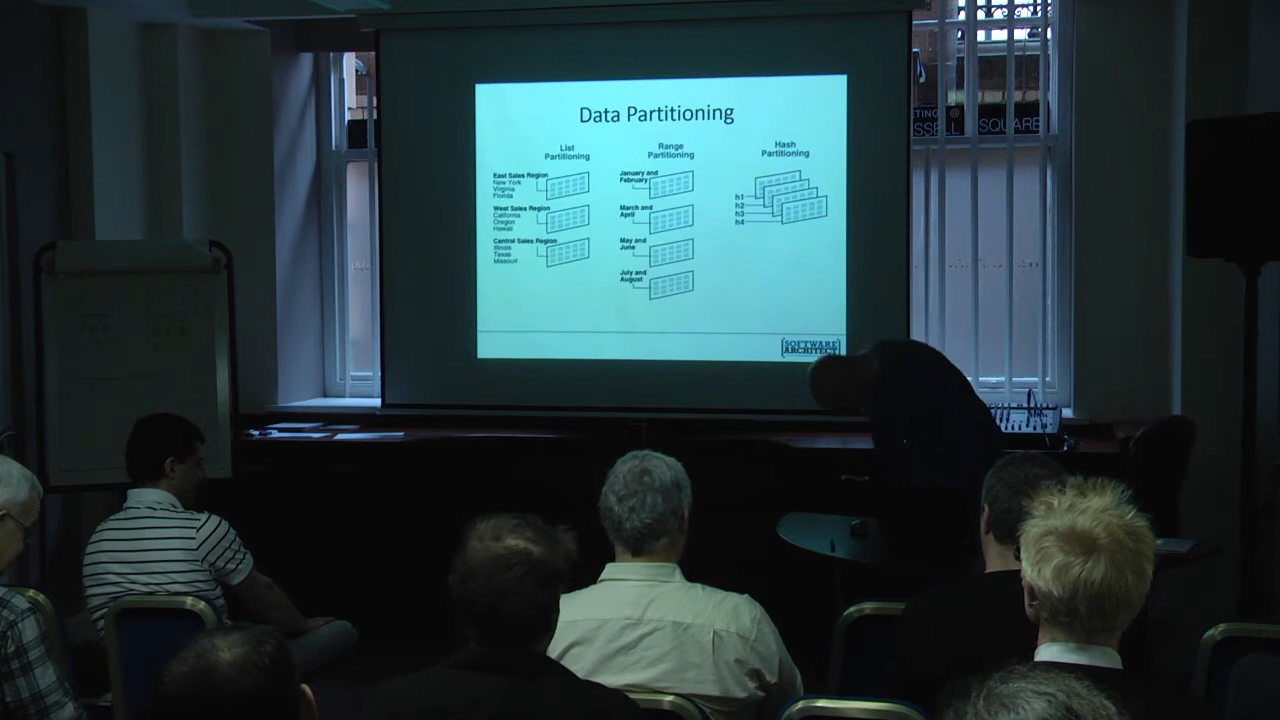 Data Partitioning
List
Partitioning
East Sales Region
New York
Virginia
Florida
West Sales Region
California
Oregon
Hawaii
Central Sales Region
Illinois
Texas
Missouri
Range
Partitioning
January and
February
March and
April
May and
June
July and
August
Hash
Partitioning
h1
h2
h3
h4
SOFTWARE
ARCHITECT
ETING @
SSELL SQUARE